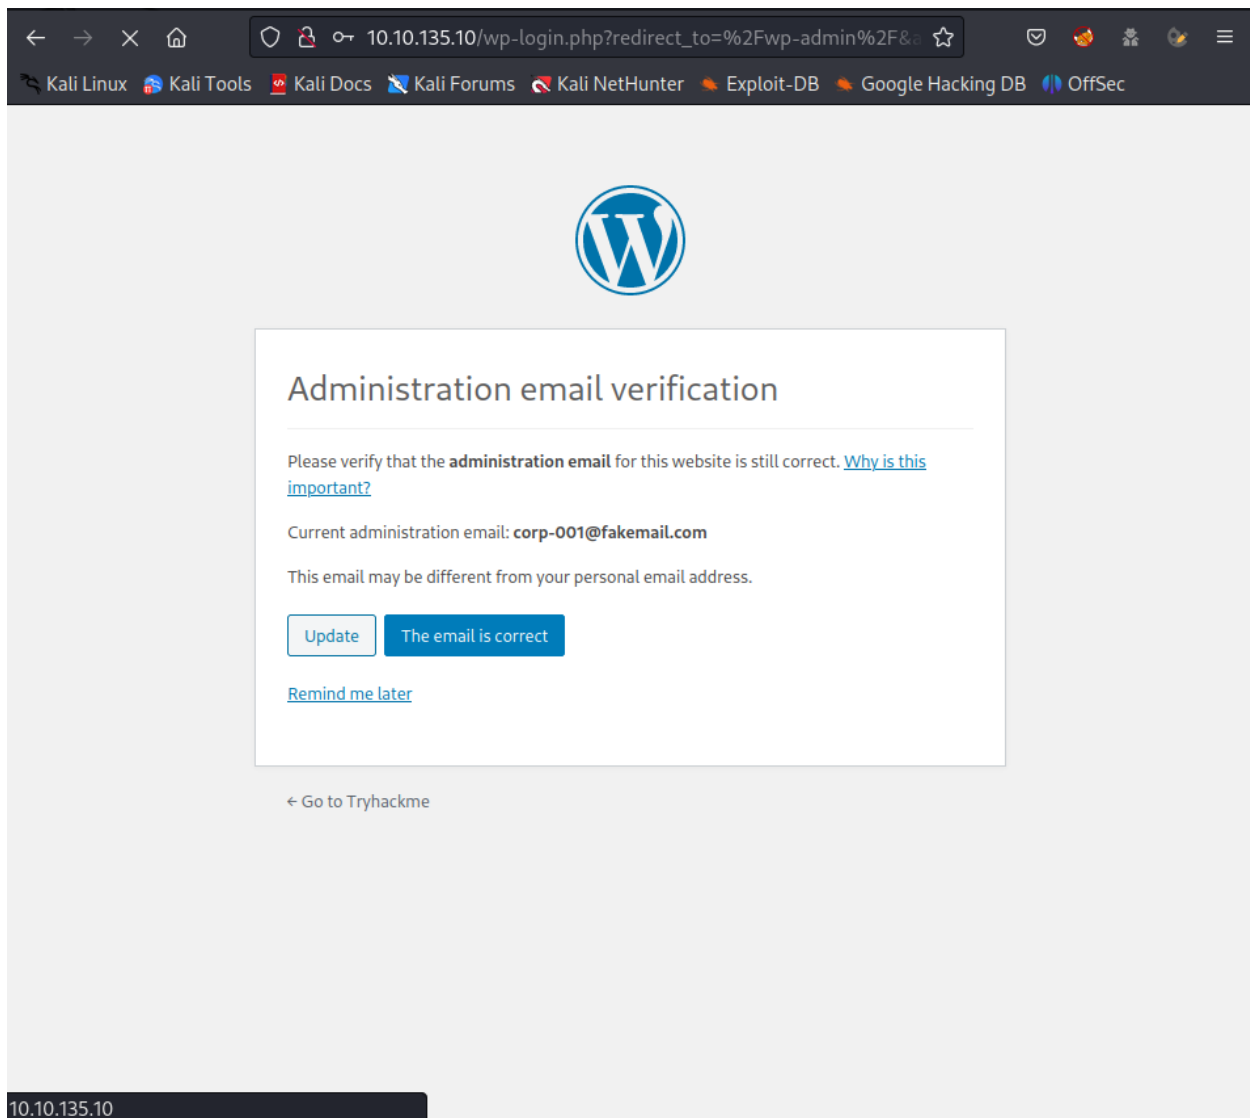 10.10.135.10/wp-login.php?redirect_to=%2Fwp-admin%2F&a
Kali Linux Kali Tools Kali Docs Kali Forums Kali NetHunter Exploit-DB Google Hacking DB OffSec
Administration email verification
Please verify that the administration email for this website is still correct. Why is this
important?
Current administration email: corp-001@fakemail.com
This email may be different from your personal email address.
Update The email is correct
Remind me later
← Go to Tryhackme
10.10.135.10